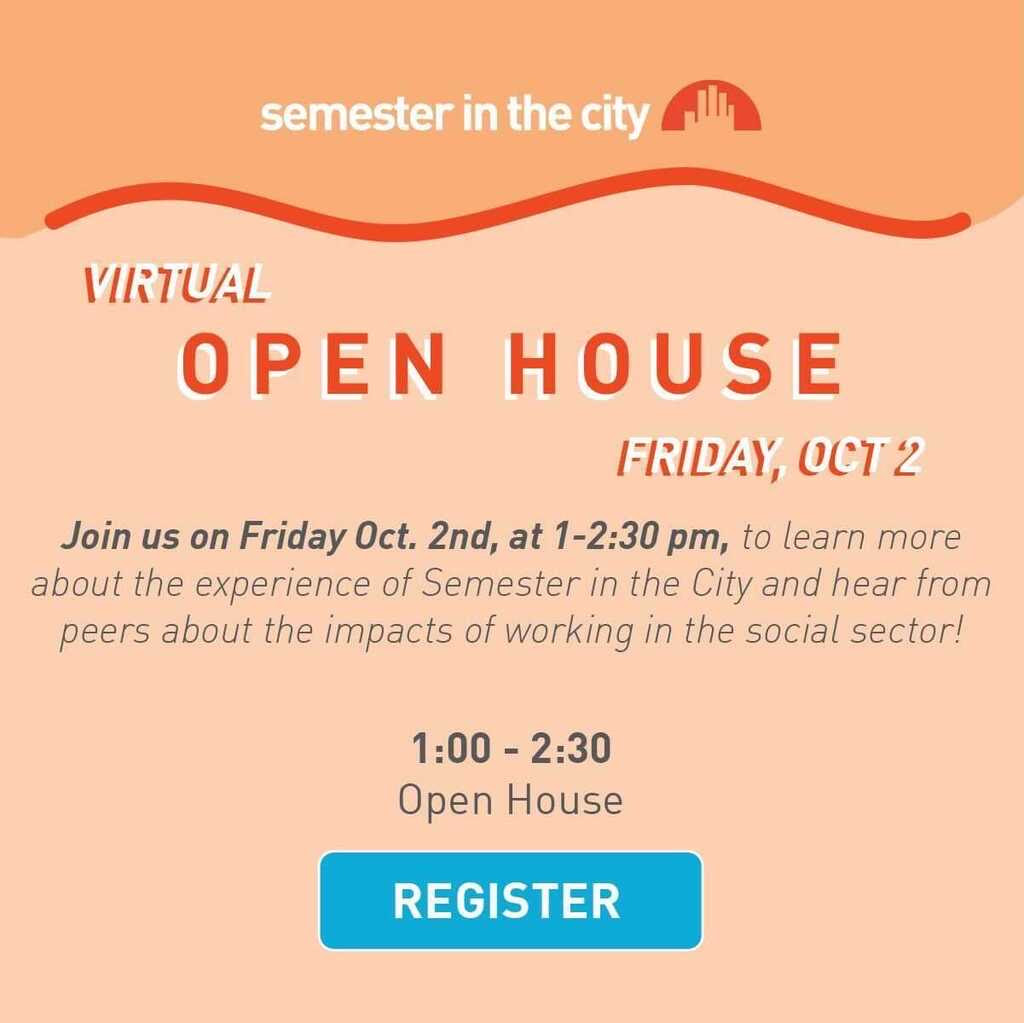 semester in the city
VIRTUAL
OPEN HOUSE
FRIDAY, OCT 2
Join us on Friday Oct. 2nd, at 1-2:30 pm, to learn more
about the experience of Semester in the City and hear from
peers about the impacts of working in the social sector!
1:00 - 2:30
Open House
REGISTER